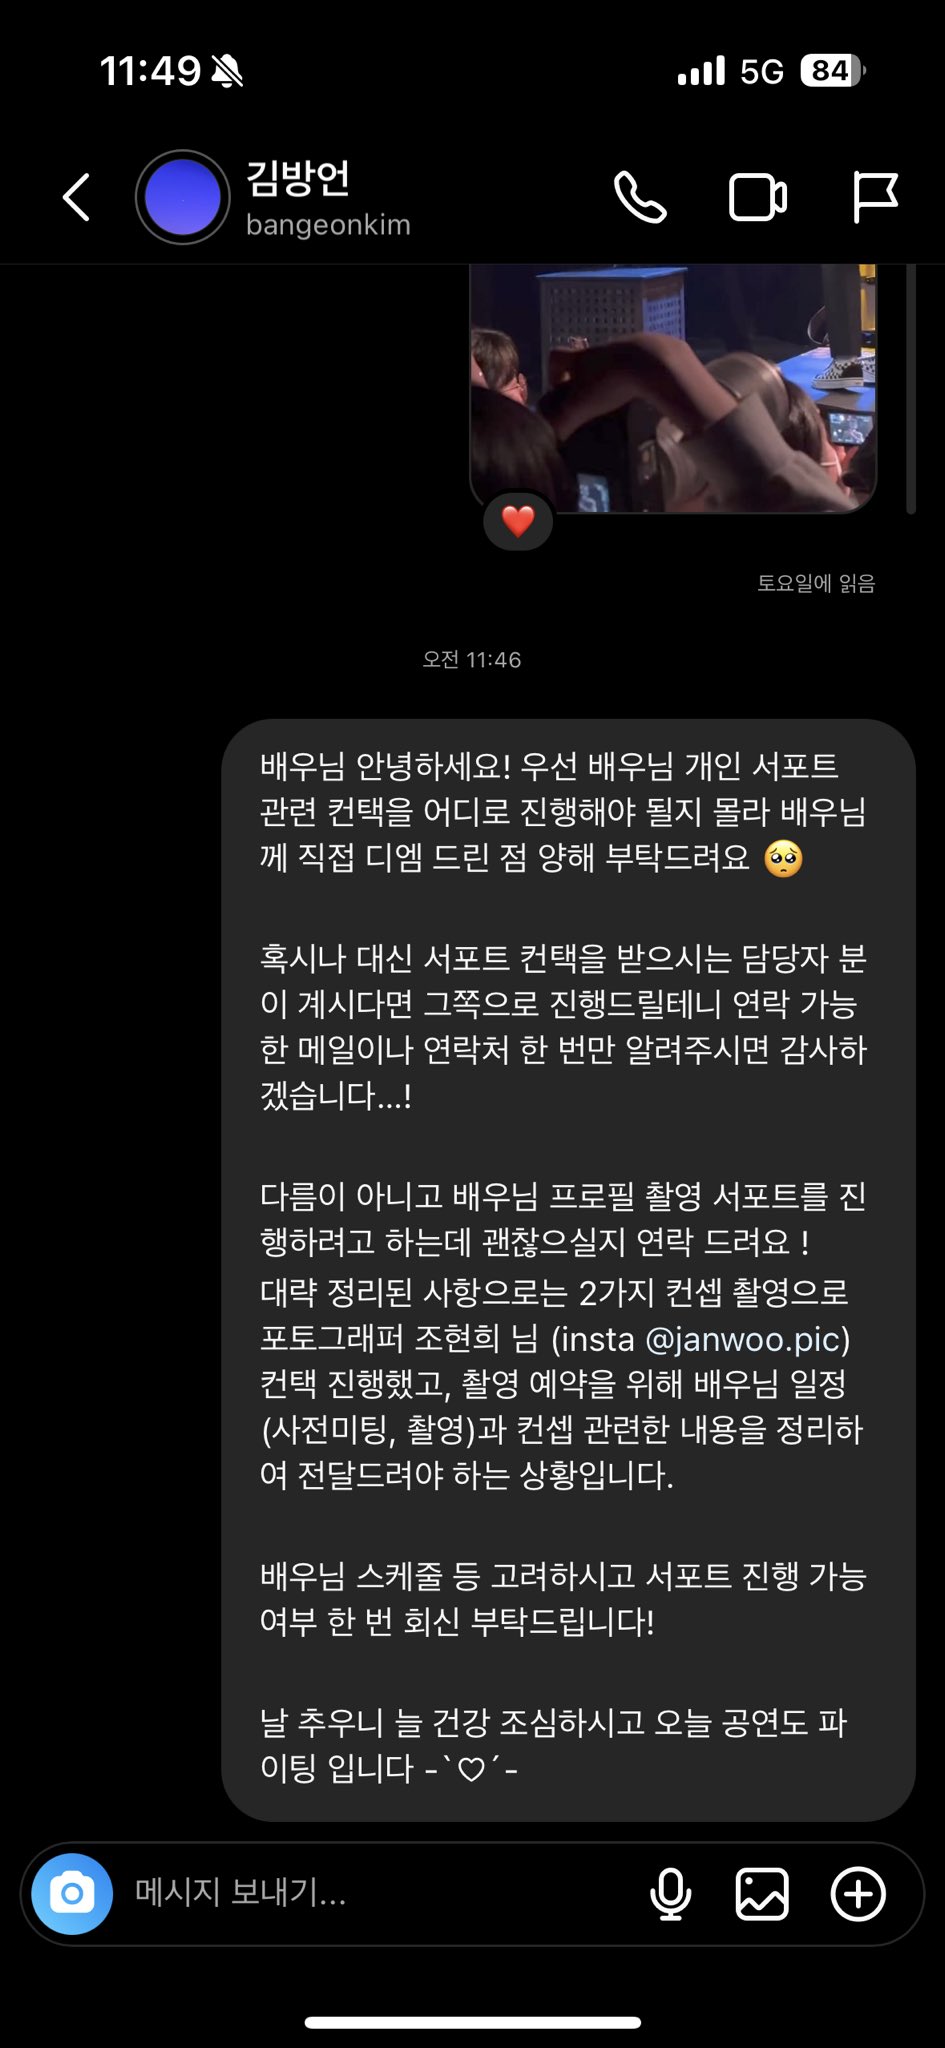 11:49
5G
84
김방언
bangeonkim
토요일에 읽음
오전 11:46
배우님 안녕하세요! 우선 배우님 개인 서포트
관련 컨택을 어디로 진행해야 될지 몰라 배우님
께 직접 디엠 드린 점 양해 부탁드려요 🥺
혹시나 대신 서포트 컨택을 받으시는 담당자 분
이 계시다면 그쪽으로 진행드릴테니 연락 가능
한 메일이나 연락처 한 번만 알려주시면 감사하
겠습니다...!
다름이 아니고 배우님 프로필 촬영 서포트를 진
행하려고 하는데 괜찮으실지 연락 드려요 !
대략 정리된 사항으로는 2가지 컨셉 촬영으로
포토그래퍼 조현희 님 (insta @janwoo.pic)
컨택 진행했고, 촬영 예약을 위해 배우님 일정
(사전미팅, 촬영)과 컨셉 관련한 내용을 정리하
여 전달드려야 하는 상황입니다.
배우님 스케줄 등 고려하시고 서포트 진행 가능
여부 한 번 회신 부탁드립니다!
날 추우니 늘 건강 조심하시고 오늘 공연도 파
이팅 입니다 -`♡´-
메시지 보내기...